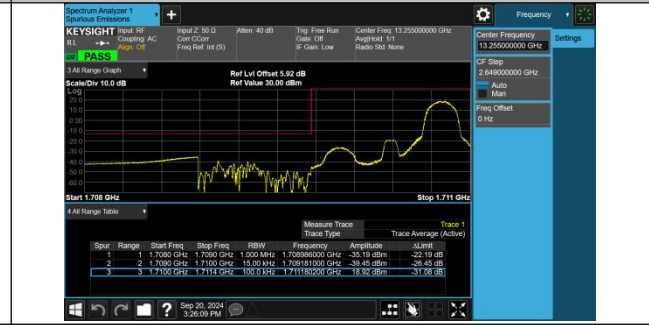 Spectrum Analyzer 1
Spurious Emissions
Frequency
KEYSIGHT Input: RF
RL
Coupling: AC
Align: Off
Input Z: 50 Ω
Corr CCorr
Freq Ref: Int (S)
Atten: 40 dB
Trig: Free Run
Gate: Off
IF Gain: Low
Center Freq: 13.255000000 GHz
Avg|Hold: 1/1
Radio Std: None
PASS
3 All Range Graph
Scale/Div 10.0 dB
Ref Lvl Offset 5.92 dB
Ref Value 30.00 dBm
Log
20.0
10.0
0.00
-10.0
-20.0
-30.0
-40.0
-50.0
-60.0
Start 1.708 GHz
Stop 1.711 GHz
4 All Range Table
Measure Trace Trace 1
Trace Type Trace Average (Active)
Spur Range Start Freq Stop Freq RBW Frequency Amplitude ΔLimit
1 1 1.7080 GHz 1.7090 GHz 1.000 MHz 1.708986000 GHz -35.19 dBm -22.19 dB
2 2 1.7090 GHz 1.7100 GHz 15.00 kHz 1.709181000 GHz -39.45 dBm -26.45 dB
3 3 1.7100 GHz 1.7114 GHz 100.0 kHz 1.711180200 GHz 18.92 dBm -31.08 dB
Center Frequency
13.255000000 GHz
Settings
CF Step
2.649000000 GHz
Auto
Man
Freq Offset
0 Hz
Sep 20, 2024
3:26:09 PM